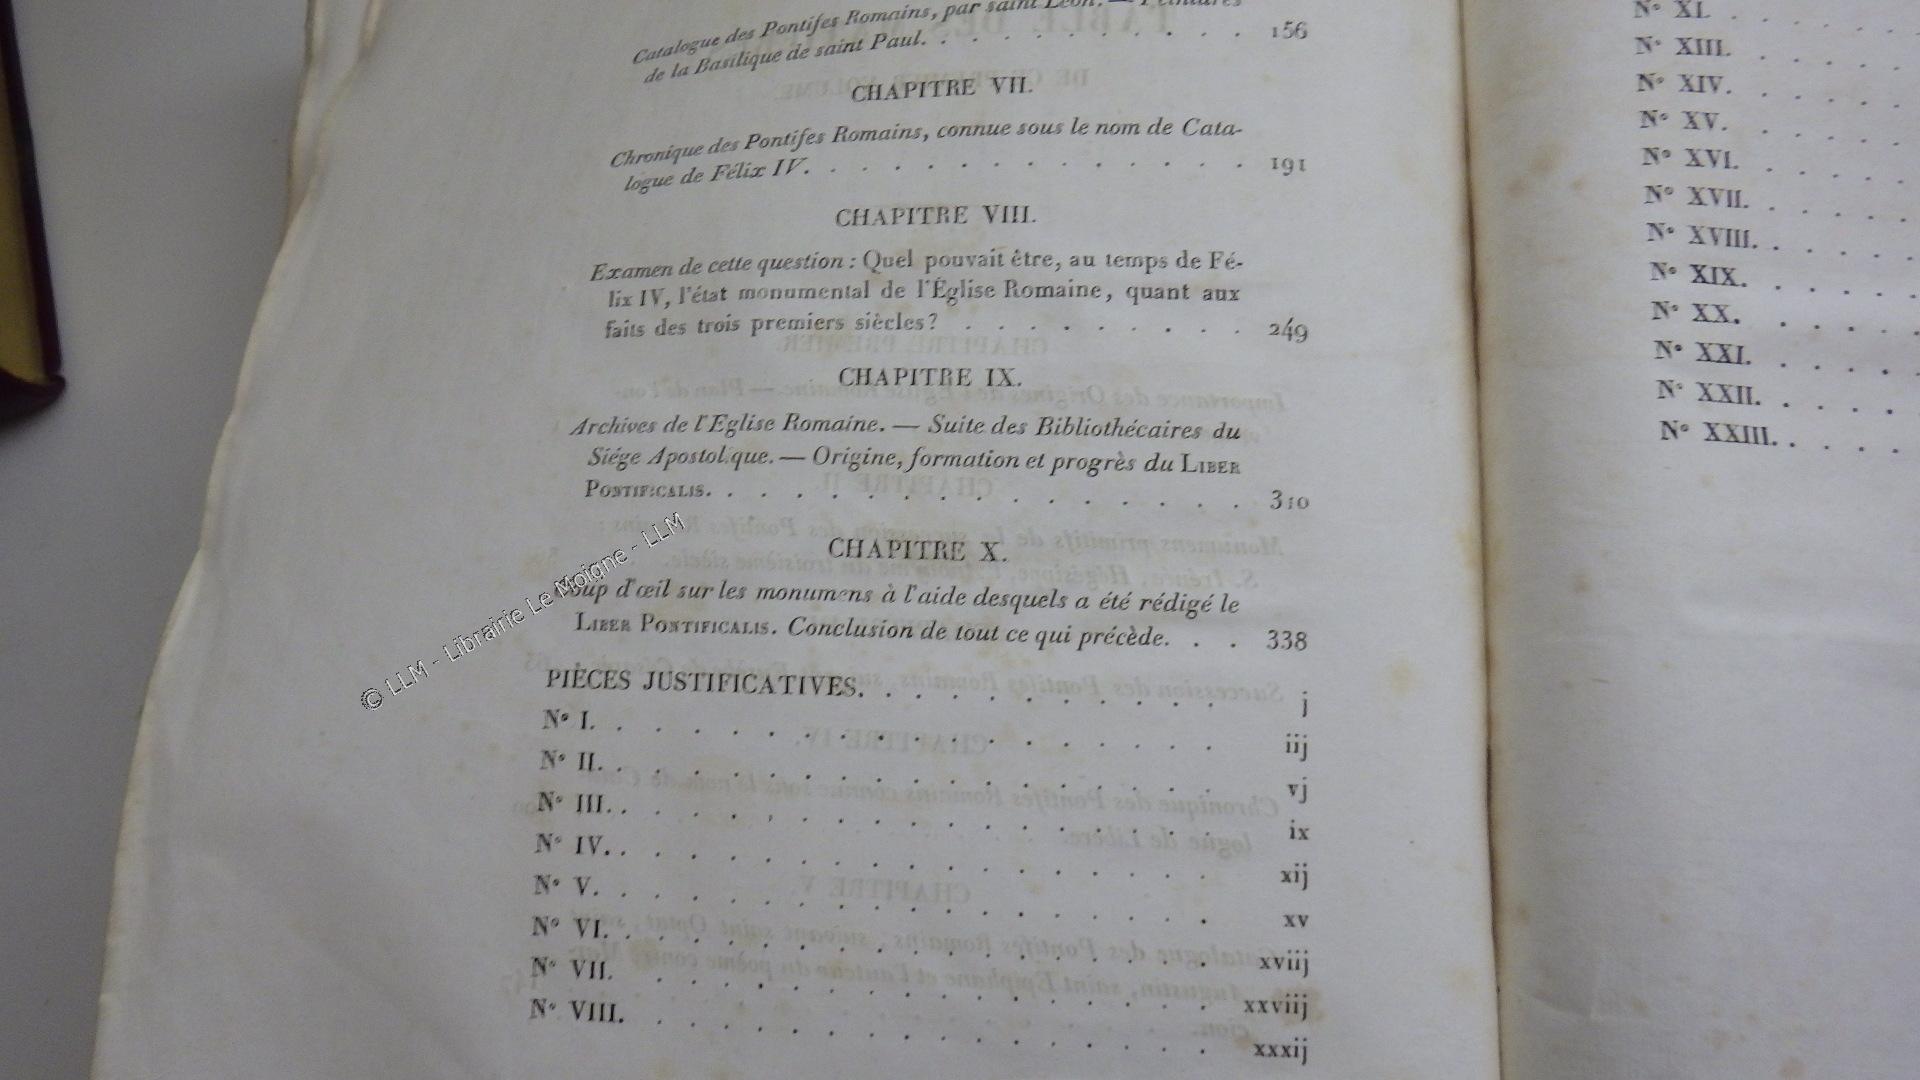 Catalogue des Pontifes Romains, par saint Léon. — Peintures
de la Basilique de saint Paul. . . . . . . . . . 156
CHAPITRE VII.
Chronique des Pontifes Romains, connue sous le nom de Cata-
logue de Félix IV. . . . . . . . . . . . . . 191
CHAPITRE VIII.
Examen de cette question : Quel pouvait être, au temps de Fé-
lix IV, l'état monumental de l'Église Romaine, quant aux
faits des trois premiers siècles? . . . . . . . . . 249
CHAPITRE IX.
Archives de l'Eglise Romaine. — Suite des Bibliothécaires du
Siége Apostolique. — Origine, formation et progrès du LIBER
PONTIFICALIS. . . . . . . . . . . . . . . . 310
CHAPITRE X.
Coup d'œil sur les monumens à l'aide desquels a été rédigé le
LIBER PONTIFICALIS. Conclusion de tout ce qui précède. . . 338
PIÈCES JUSTIFICATIVES. . . . . . . . . . . j
N° I. . . . . . . . . . . . . . . . . iij
N° II. . . . . . . . . . . . . . . . . vj
N° III. . . . . . . . . . . . . . . . . ix
N° IV. . . . . . . . . . . . . . . . . xij
N° V. . . . . . . . . . . . . . . . . . xv
N° VI. . . . . . . . . . . . . . . . . xviij
N° VII. . . . . . . . . . . . . . . . . xxviij
N° VIII. . . . . . . . . . . . . . . . xxxij
N° XI. . . . . .
N° XIII. . . . . .
N° XIV. . . . . .
N° XV. . . . . .
N° XVI. . . . . .
N° XVII. . . . . .
N° XVIII. . . . . .
N° XIX. . . . . .
N° XX. . . . .
N° XXI. . . . . .
N° XXII. . . . .
N° XXIII. . . . .
© LLM - Librairie Le Moigne - LLM